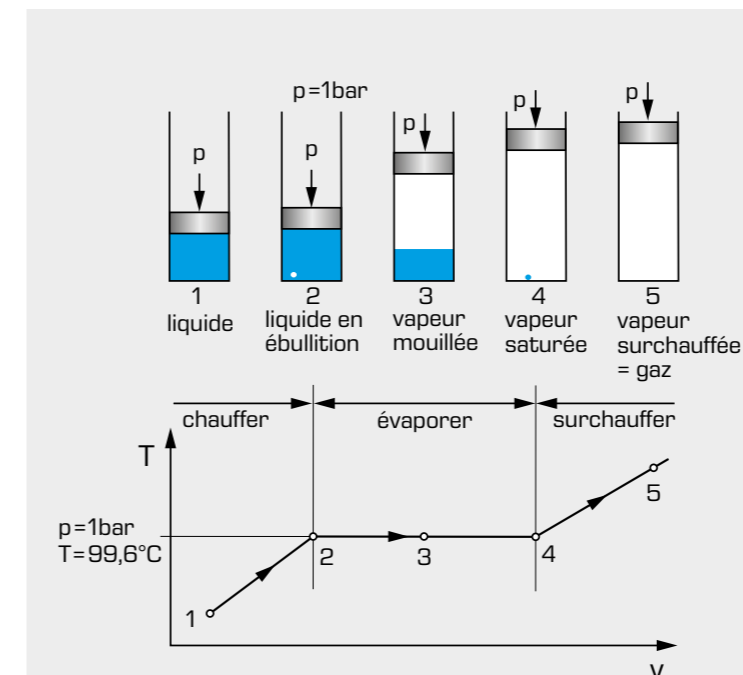 p=1bar
p
p
p
p
p
1
liquide
2
liquide en
ébullition
3
vapeur
mouillée
4
vapeur
saturée
5
vapeur
surchauffée
= gaz
chauffer
évaporer
surchauffer
T
p=1bar
T=99,6°C
1
2
3
4
5
v